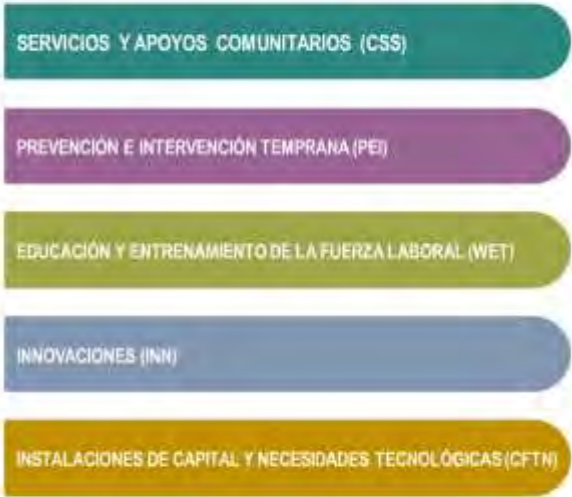 SERVICIOS Y APOYOS COMUNITARIOS (CSS)
PREVENCIÓN E INTERVENCIÓN TEMPRANA (PEI)
EDUCACIÓN Y ENTRENAMIENTO DE LA FUERZA LABORAL (WET)
INNOVACIONES (INN)
INSTALACIONES DE CAPITAL Y NECESIDADES TECNOLÓGICAS (CFTN)